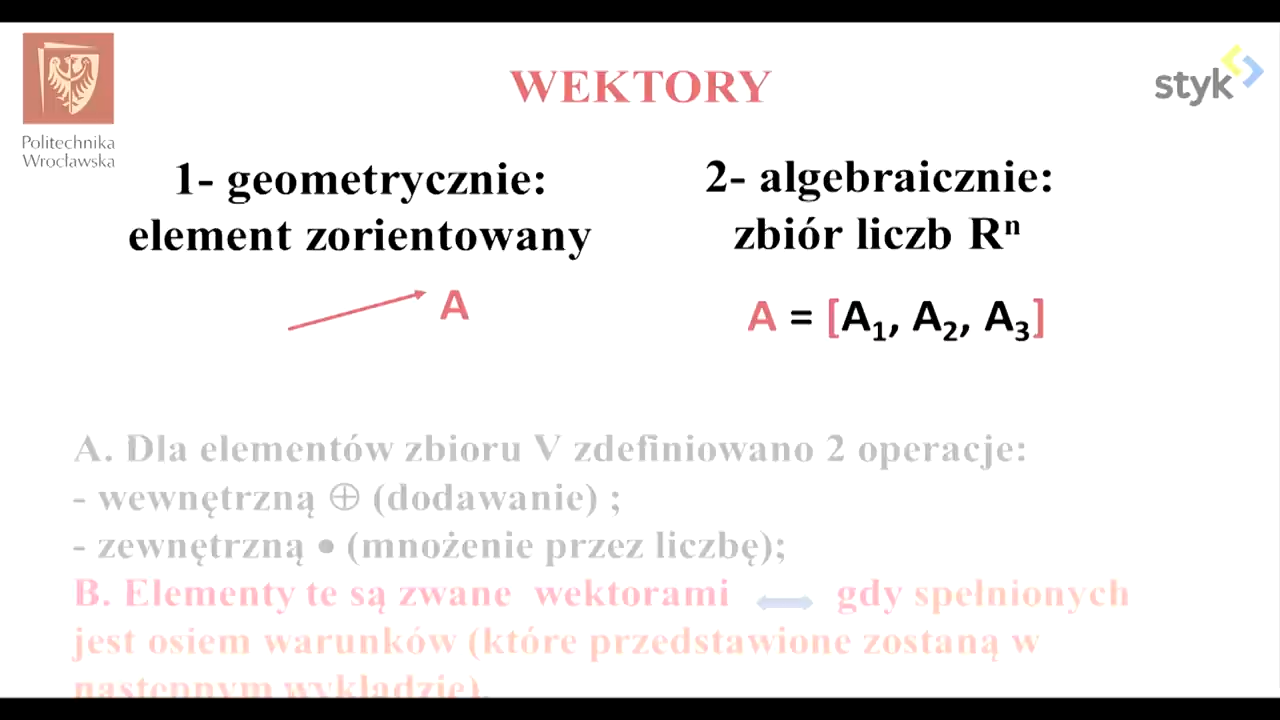 Politechnika
Wrocławska
WEKTORY
styk
1- geometrycznie:
element zorientowany
A
2- algebraicznie:
zbiór liczb Rⁿ
A = [A₁, A₂, A₃]
A. Dla elementów zbioru V zdefiniowano 2 operacje:
- wewnętrzną ⊕ (dodawanie) ;
- zewnętrzną • (mnożenie przez liczbę);
B. Elementy te są zwane wektorami ⟷ gdy spełnionych
jest osiem warunków (które przedstawione zostaną w
następnym wykładzie).